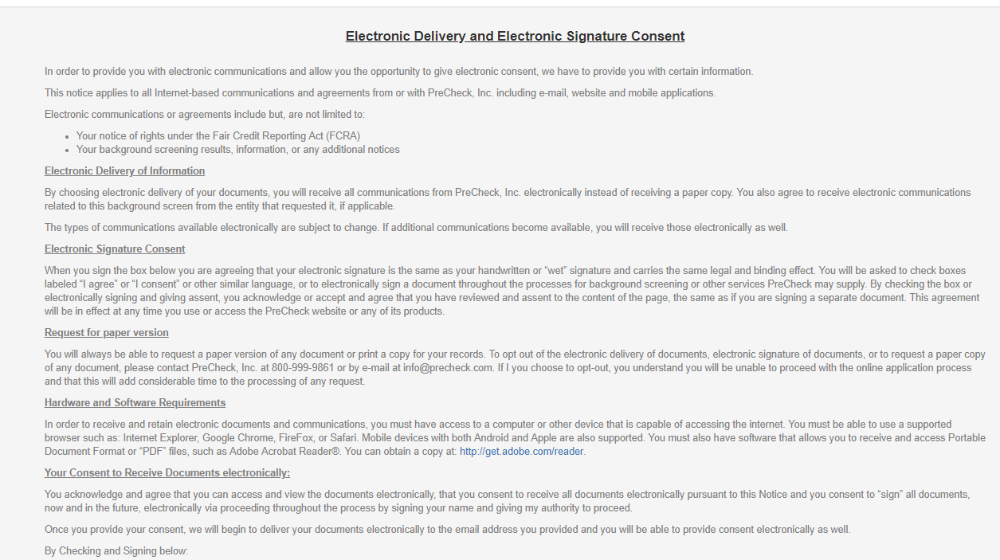 Electronic Delivery and Electronic Signature Consent
In order to provide you with electronic communications and allow you the opportunity to give electronic consent, we have to provide you with certain information.
This notice applies to all Internet-based communications and agreements from or with PreCheck, Inc. including e-mail, website and mobile applications.
Electronic communications or agreements include but, are not limited to:
• Your notice of rights under the Fair Credit Reporting Act (FCRA)
• Your background screening results, information, or any additional notices
Electronic Delivery of Information
By choosing electronic delivery of your documents, you will receive all communications from PreCheck, Inc. electronically instead of receiving a paper copy. You also agree to receive electronic communications
related to this background screen from the entity that requested it, if applicable.
The types of communications available electronically are subject to change. If additional communications become available, you will receive those electronically as well.
Electronic Signature Consent
When you sign the box below you are agreeing that your electronic signature is the same as your handwritten or “wet” signature and carries the same legal and binding effect. You will be asked to check boxes
labeled “I agree” or “I consent” or other similar language, or to electronically sign a document throughout the processes for background screening or other services PreCheck may supply. By checking the box or
electronically signing and giving assent, you acknowledge or accept and agree that you have reviewed and assent to the content of the page, the same as if you are signing a separate document. This agreement
will be in effect at any time you use or access the PreCheck website or any of its products.
Request for paper version
You will always be able to request a paper version of any document or print a copy for your records. To opt out of the electronic delivery of documents, electronic signature of documents, or to request a paper copy
of any document, please contact PreCheck, Inc. at 800-999-9861 or by e-mail at info@precheck.com. If I you choose to opt-out, you understand you will be unable to proceed with the online application process
and that this will add considerable time to the processing of any request.
Hardware and Software Requirements
In order to receive and retain electronic documents and communications, you must have access to a computer or other device that is capable of accessing the internet. You must be able to use a supported
browser such as: Internet Explorer, Google Chrome, FireFox, or Safari. Mobile devices with both Android and Apple are also supported. You must also have software that allows you to receive and access Portable
Document Format or “PDF” files, such as Adobe Acrobat Reader®. You can obtain a copy at: http://get.adobe.com/reader.
Your Consent to Receive Documents electronically:
You acknowledge and agree that you can access and view the documents electronically, that you consent to receive all documents electronically pursuant to this Notice and you consent to “sign” all documents,
now and in the future, electronically via proceeding throughout the process by signing your name and giving my authority to proceed.
Once you provide your consent, we will begin to deliver your documents electronically to the email address you provided and you will be able to provide consent electronically as well.
By Checking and Signing below: